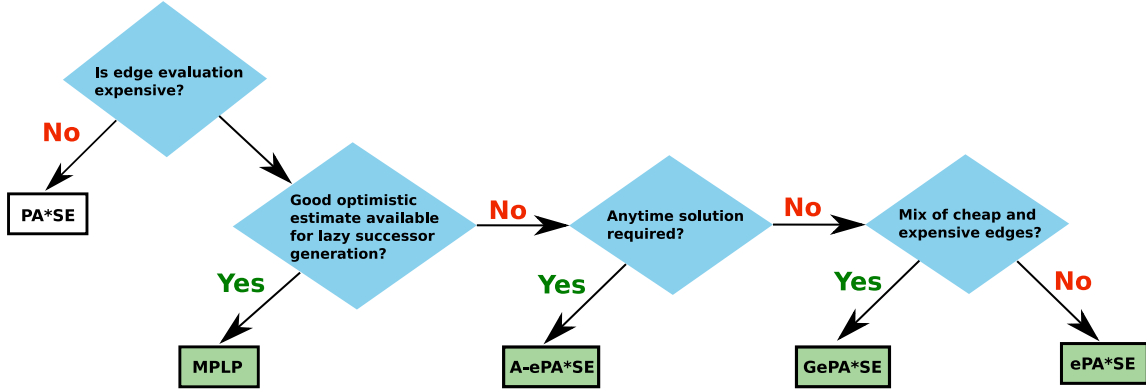 Is edge evaluation
expensive?
No
PA*SE
Good optimistic
estimate available
for lazy successor
generation?
Yes
MPLP
No
Anytime solution
required?
Yes
A-ePA*SE
No
Mix of cheap and
expensive edges?
Yes
GePA*SE
No
ePA*SE